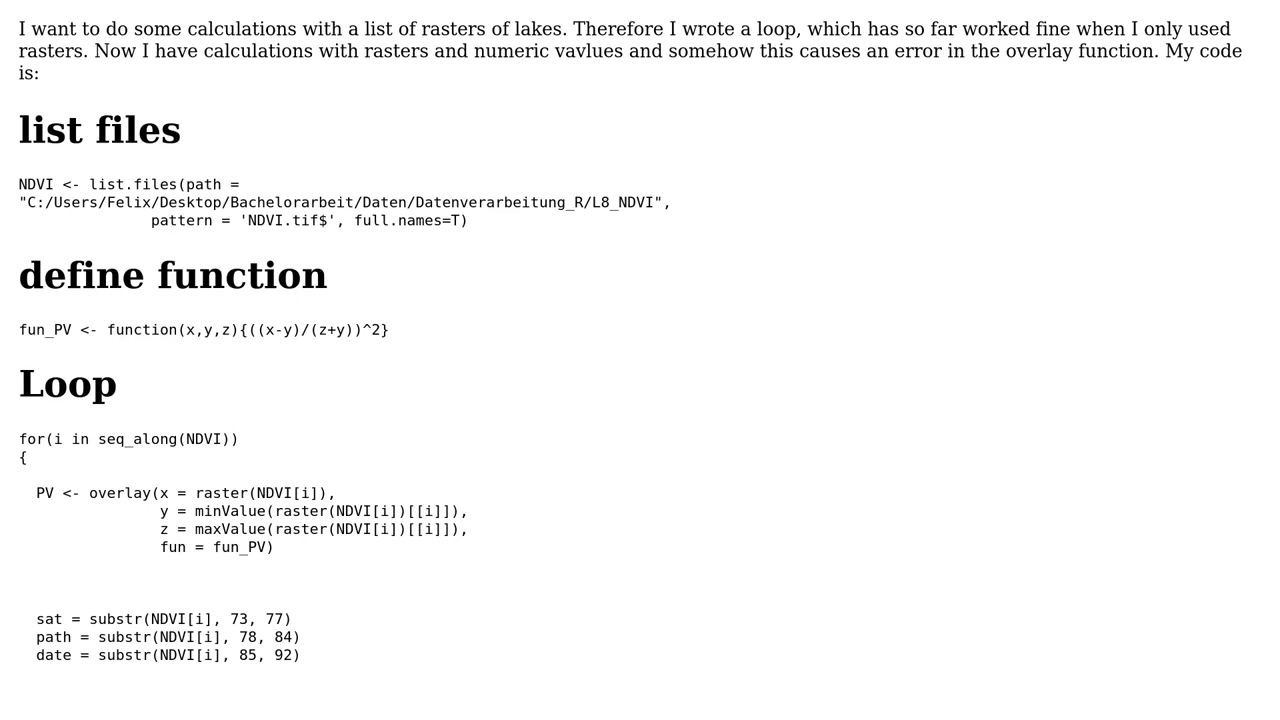 I want to do some calculations with a list of rasters of lakes. Therefore I wrote a loop, which has so far worked fine when I only used
rasters. Now I have calculations with rasters and numeric vavlues and somehow this causes an error in the overlay function. My code
is:
list files
NDVI <- list.files(path =
"C:/Users/Felix/Desktop/Bachelorarbeit/Daten/Datenverarbeitung_R/L8_NDVI",
               pattern = 'NDVI.tif$', full.names=T)
define function
fun_PV <- function(x,y,z){((x-y)/(z+y))^2}
Loop
for(i in seq_along(NDVI))
{
  PV <- overlay(x = raster(NDVI[i]),
                y = minValue(raster(NDVI[i])[[i]]),
                z = maxValue(raster(NDVI[i])[[i]]),
                fun = fun_PV)
  sat = substr(NDVI[i], 73, 77)
  path = substr(NDVI[i], 78, 84)
  date = substr(NDVI[i], 85, 92)